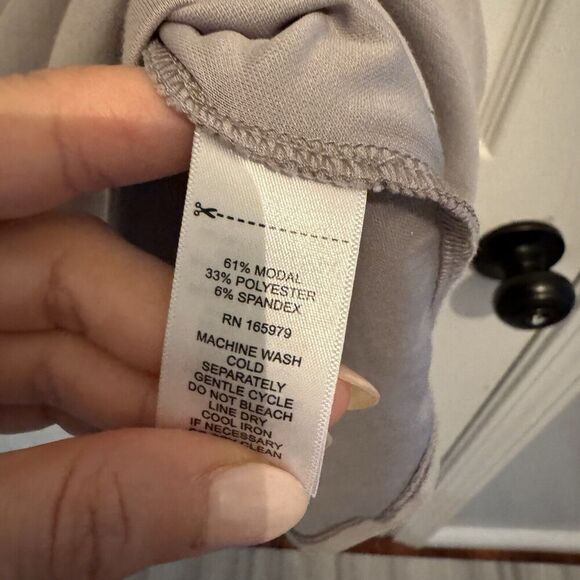 61% MODAL
33% POLYESTER
6% SPANDEX
RN 165979
MACHINE WASH
COLD
SEPARATELY
GENTLE CYCLE
DO NOT BLEACH
LINE DRY
COOL IRON
IF NECESSARY
CLEAN